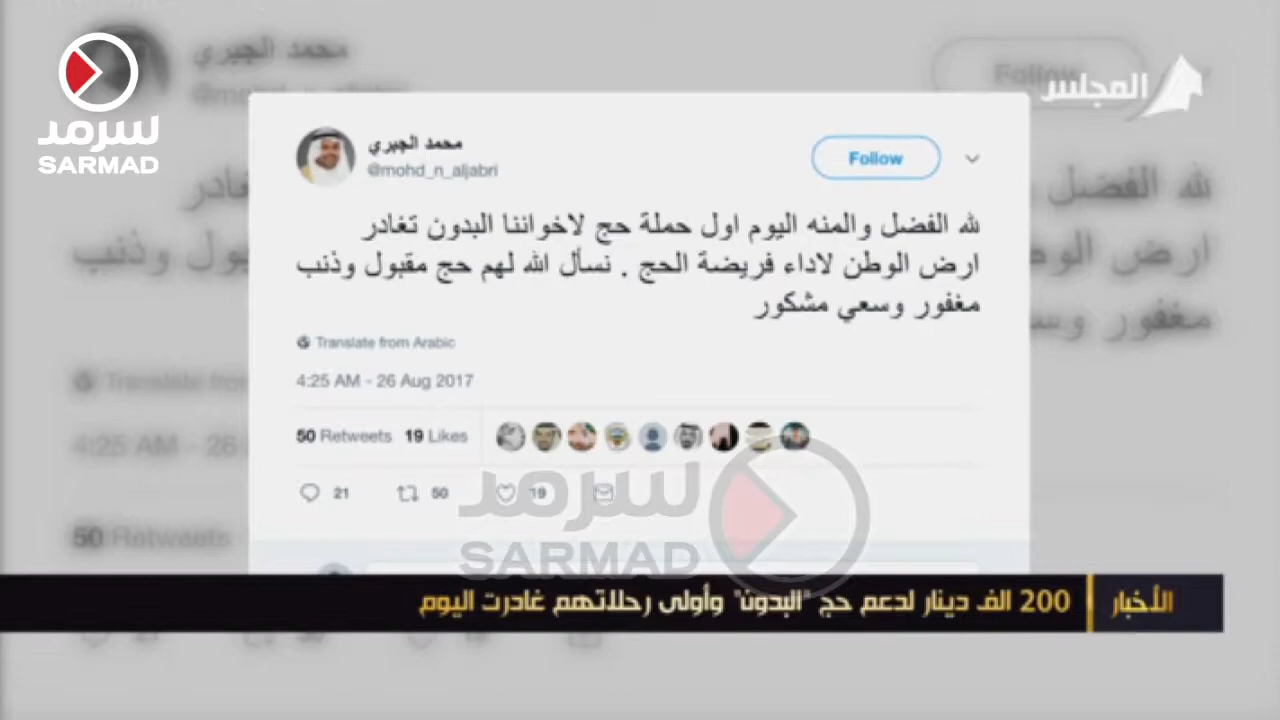 سرمد
SARMAD
المجلس
محمد الجبري
@mohd_n_aljabri
Follow
لله الفضل والمنه اليوم اول حملة حج لاخواننا البدون تغادر
ارض الوطن لاداء فريضة الحج . نسأل الله لهم حج مقبول وذنب
مغفور وسعي مشكور
Translate from Arabic
4:25 AM - 26 Aug 2017
50 Retweets 19 Likes
21 50 19
سرمد
SARMAD
الأخبار
200 الف دينار لدعم حج "البدون" وأولى رحلاتهم غادرت اليوم